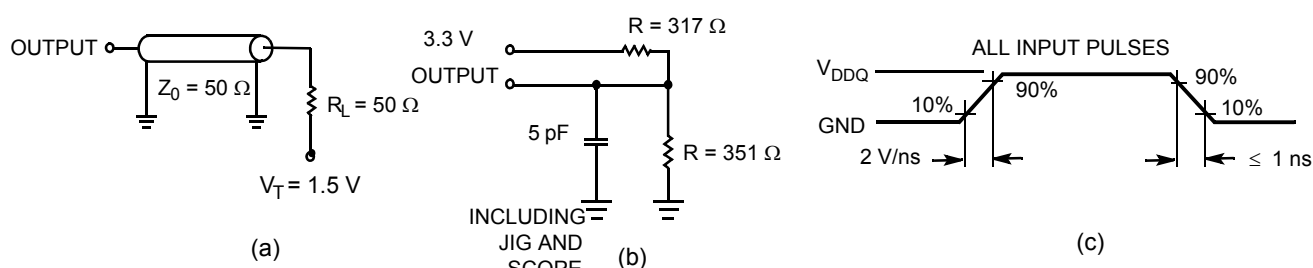 OUTPUT
Z0 = 50 Ω
RL = 50 Ω
VT = 1.5 V
(a)
R = 317 Ω
3.3 V
OUTPUT
5 pF
R = 351 Ω
INCLUDING
JIG AND
SCOPE
(b)
ALL INPUT PULSES
VDDQ
90%
90%
10%
10%
GND
2 V/ns
≤ 1 ns
(c)